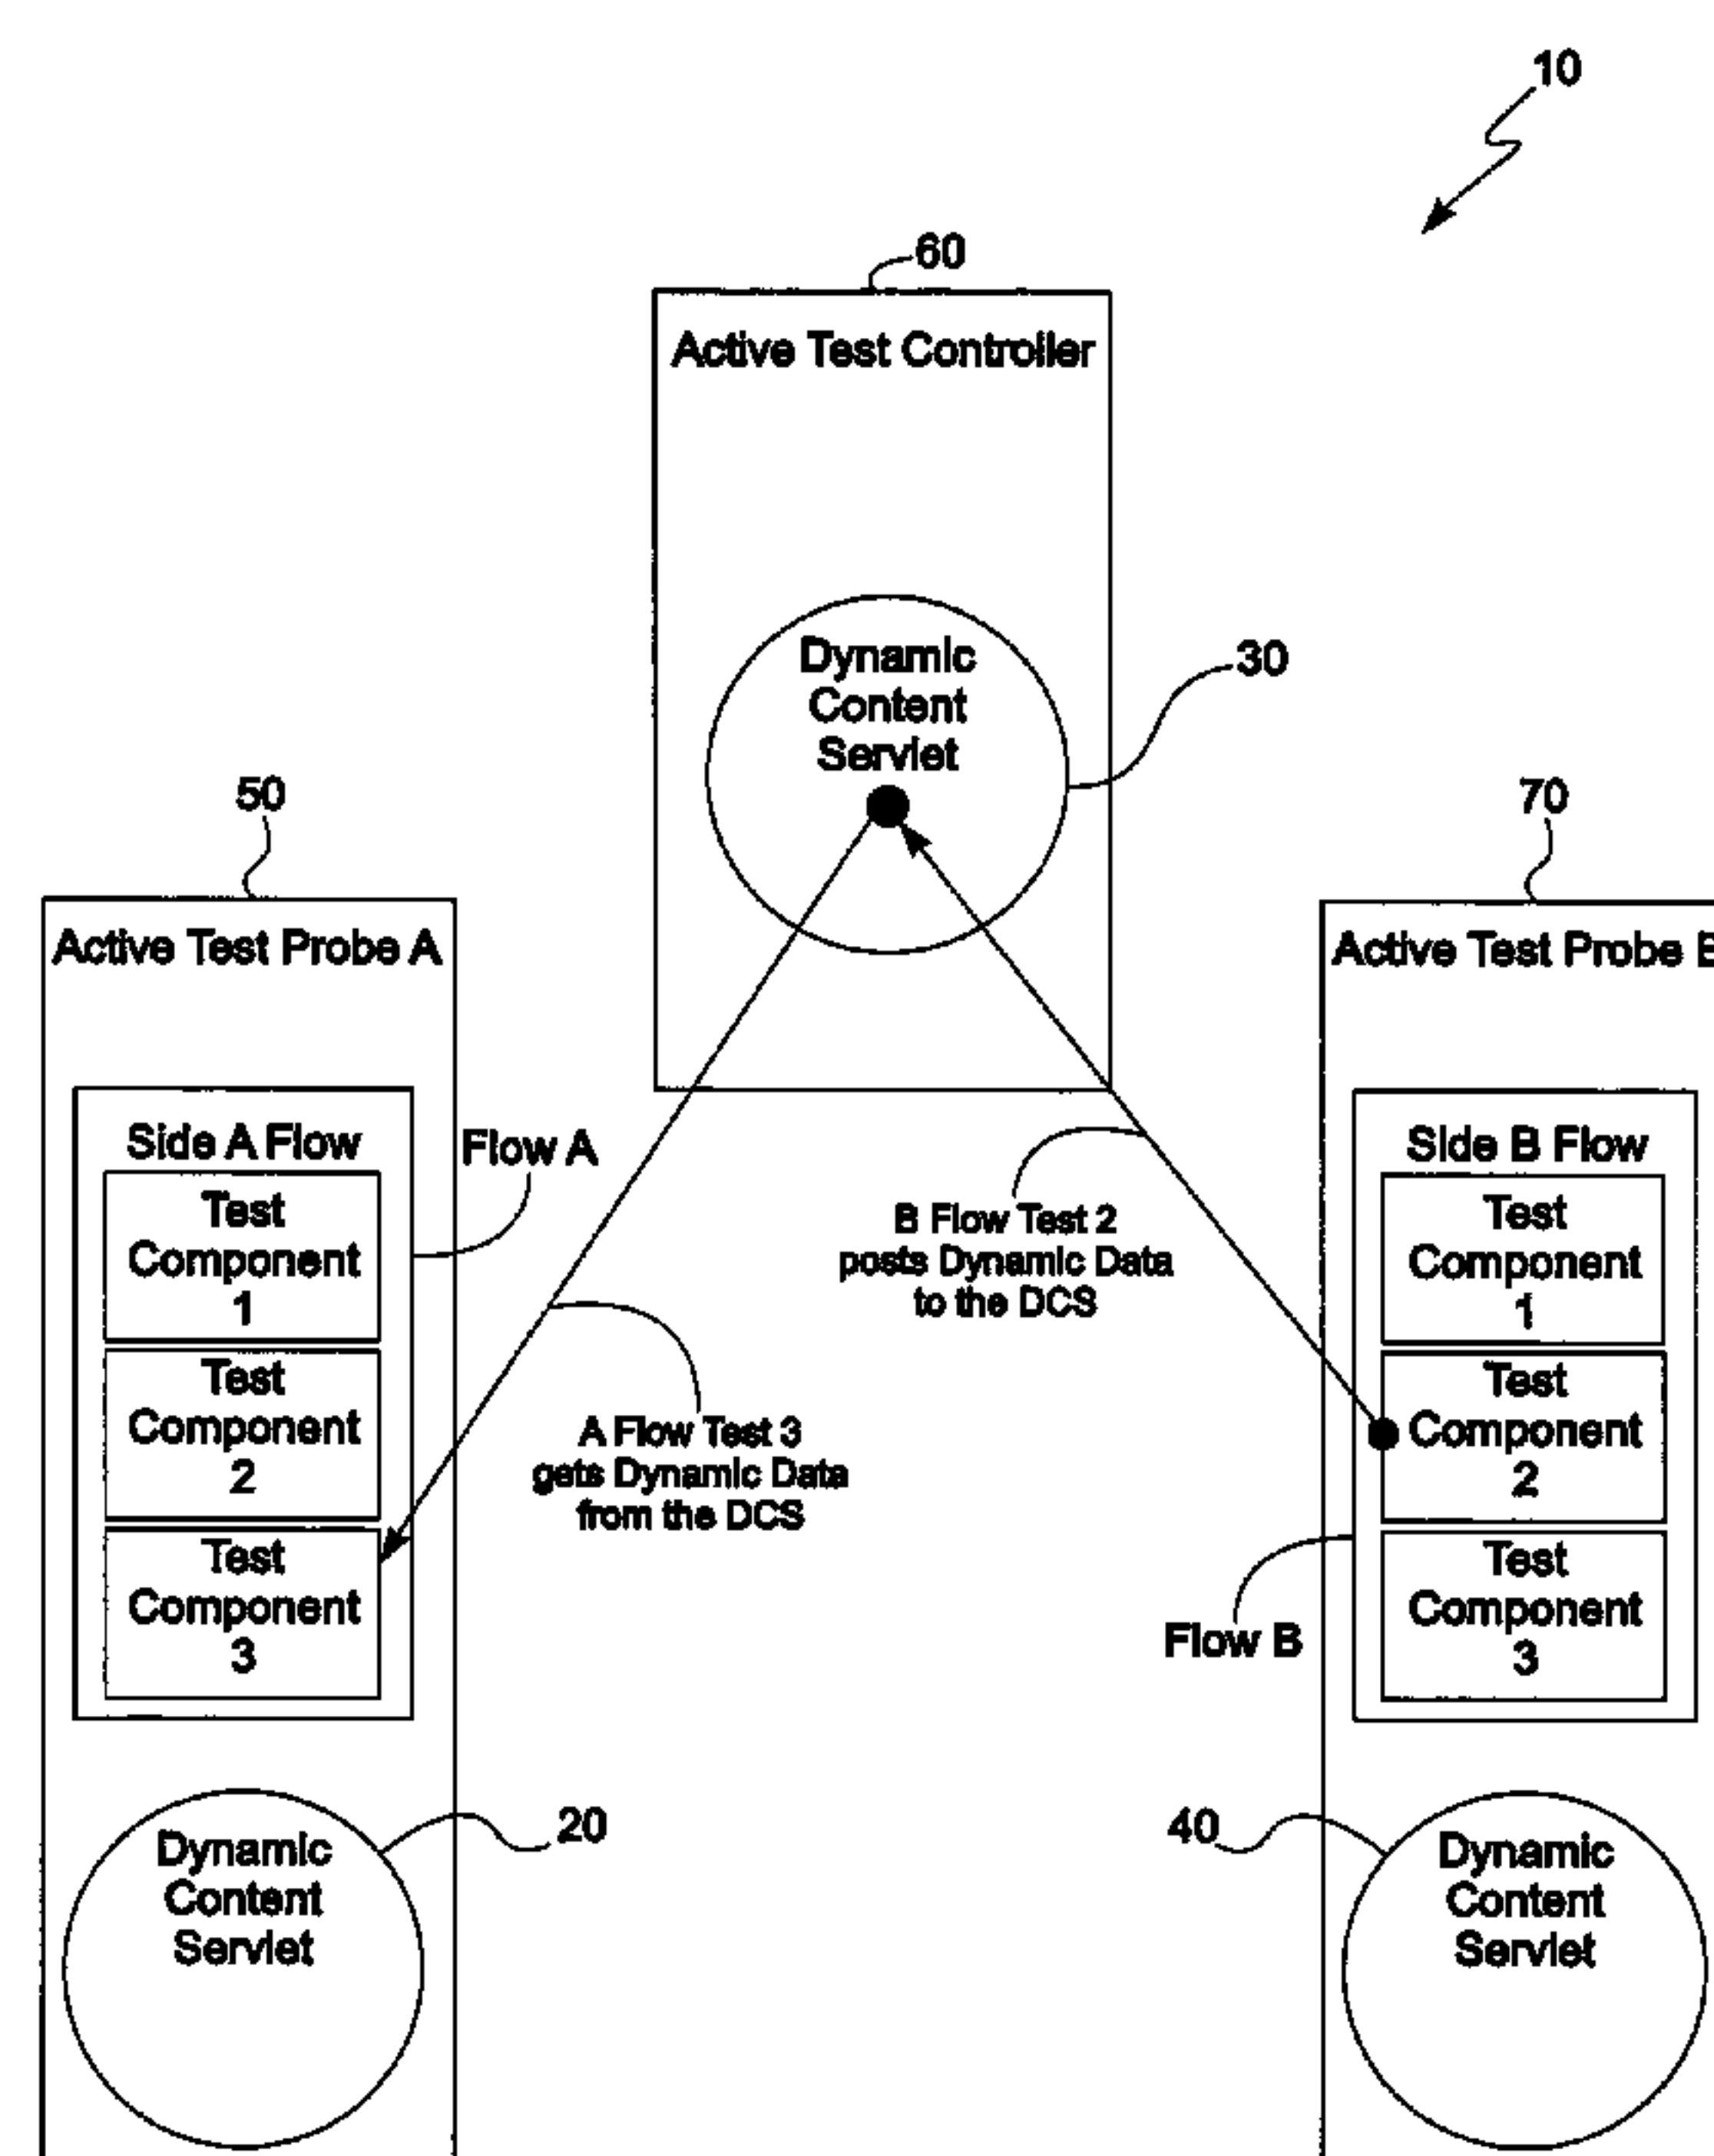 10
60
Active Test Controller
Dynamic
Content
Servlet
30
50
Active Test Probe A
70
Active Test Probe B
Side A Flow
Test
Component
1
Test
Component
2
Test
Component
3
Flow A
B Flow Test 2
posts Dynamic Data
to the DCS
A Flow Test 3
gets Dynamic Data
from the DCS
Side B Flow
Test
Component
1
Test
Component
2
Test
Component
3
Flow B
Dynamic
Content
Servlet
20
40
Dynamic
Content
Servlet